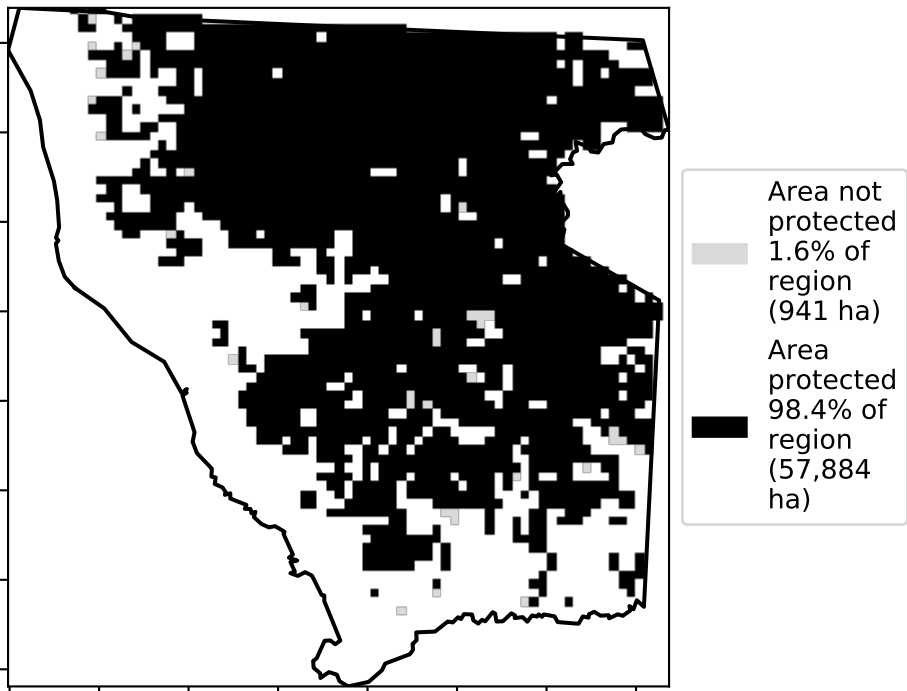 Area not
protected
1.6% of
region
(941 ha)
Area
protected
98.4% of
region
(57,884
ha)